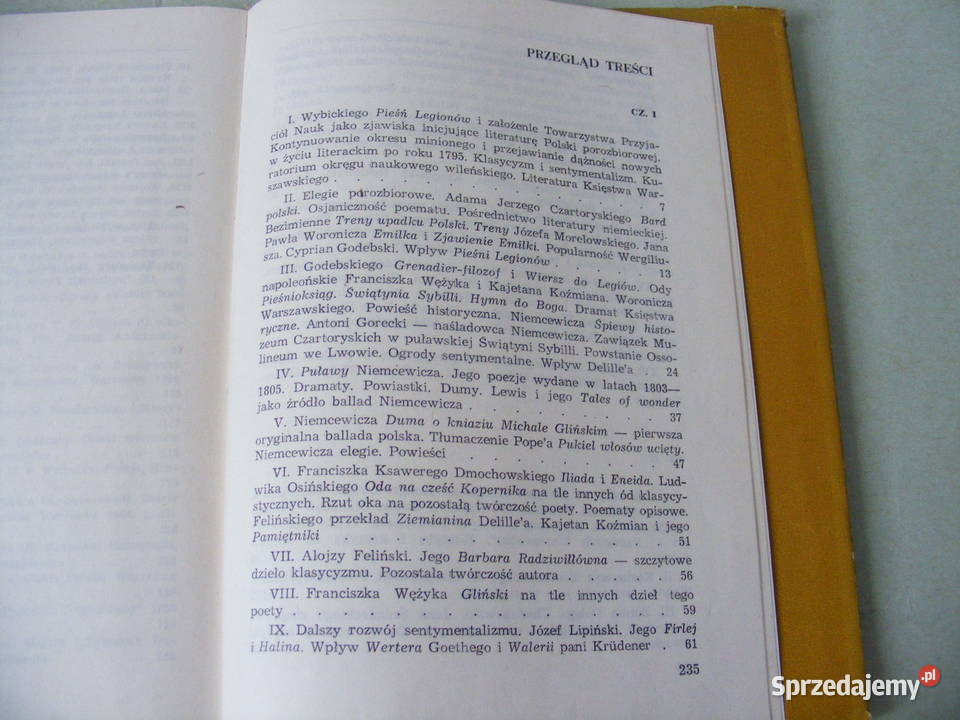 PRZEGLĄD TREŚCI
CZ. I
I. Wybickiego Pieśń Legionów i założenie Towarzystwa Przyja-
ciół Nauk jako zjawiska inicjujące literaturę Polski porozbiorowej.
Kontynuowanie okresu minionego i przejawianie dążności nowych
w życiu literackim po roku 1795. Klasycyzm i sentymentalizm. Ku-
ratorium okręgu naukowego wileńskiego. Literatura Księstwa War-
szawskiego . . . . . . . . . . . . . 7
II. Elegie porozbiorowe. Adama Jerzego Czartoryskiego Bard
polski. Osjaniczność poematu. Pośrednictwo literatury niemieckiej.
Bezimienne Treny upadku Polski. Treny Józefa Morelowskiego. Jana
Pawła Woronicza Emilka i Zjawienie Emilki. Popularność Wergiliu-
sza. Cyprian Godebski. Wpływ Pieśni Legionów . . . . . 13
III. Godebskiego Grenadier-filozof i Wiersz do Legiów. Ody
napoleońskie Franciszka Wężyka i Kajetana Koźmiana. Woronicza
Pieśnioksiąg. Świątynia Sybilli. Hymn do Boga. Dramat Księstwa
Warszawskiego. Powieść historyczna. Niemcewicza Śpiewy histo-
ryczne. Antoni Gorecki — naśladowca Niemcewicza. Zawiązek Mu-
zeum Czartoryskich w puławskiej Świątyni Sybilli. Powstanie Osso-
lineum we Lwowie. Ogrody sentymentalne. Wpływ Delille'a . 24
IV. Puławy Niemcewicza. Jego poezje wydane w latach 1803—
1805. Dramaty. Powiastki. Dumy. Lewis i jego Tales of wonder
jako źródło ballad Niemcewicza . . . . . . . . 37
V. Niemcewicza Duma o kniaziu Michale Glińskim — pierwsza
oryginalna ballada polska. Tłumaczenie Pope'a Pukiel włosów ucięty.
Niemcewicza elegie. Powieści . . . . . . . . 47
VI. Franciszka Ksawerego Dmochowskiego Iliada i Eneida. Lud-
wika Osińskiego Oda na cześć Kopernika na tle innych ód klasycy-
stycznych. Rzut oka na pozostałą twórczość poety. Poematy opisowe.
Felińskiego przekład Ziemianina Delille'a. Kajetan Koźmian i jego
Pamiętniki . . . . . . . . . . . . . 51
VII. Alojzy Feliński. Jego Barbara Radziwiłłówna — szczytowe
dzieło klasycyzmu. Pozostała twórczość autora . . . . . 56
VIII. Franciszka Wężyka Gliński na tle innych dzieł tego
poety . . . . . . . . . . . . . . . 59
IX. Dalszy rozwój sentymentalizmu. Józef Lipiński. Jego Firlej
i Halina. Wpływ Wertera Goethego i Walerii pani Krüdener . 61
235
Sprzedajemy.pl